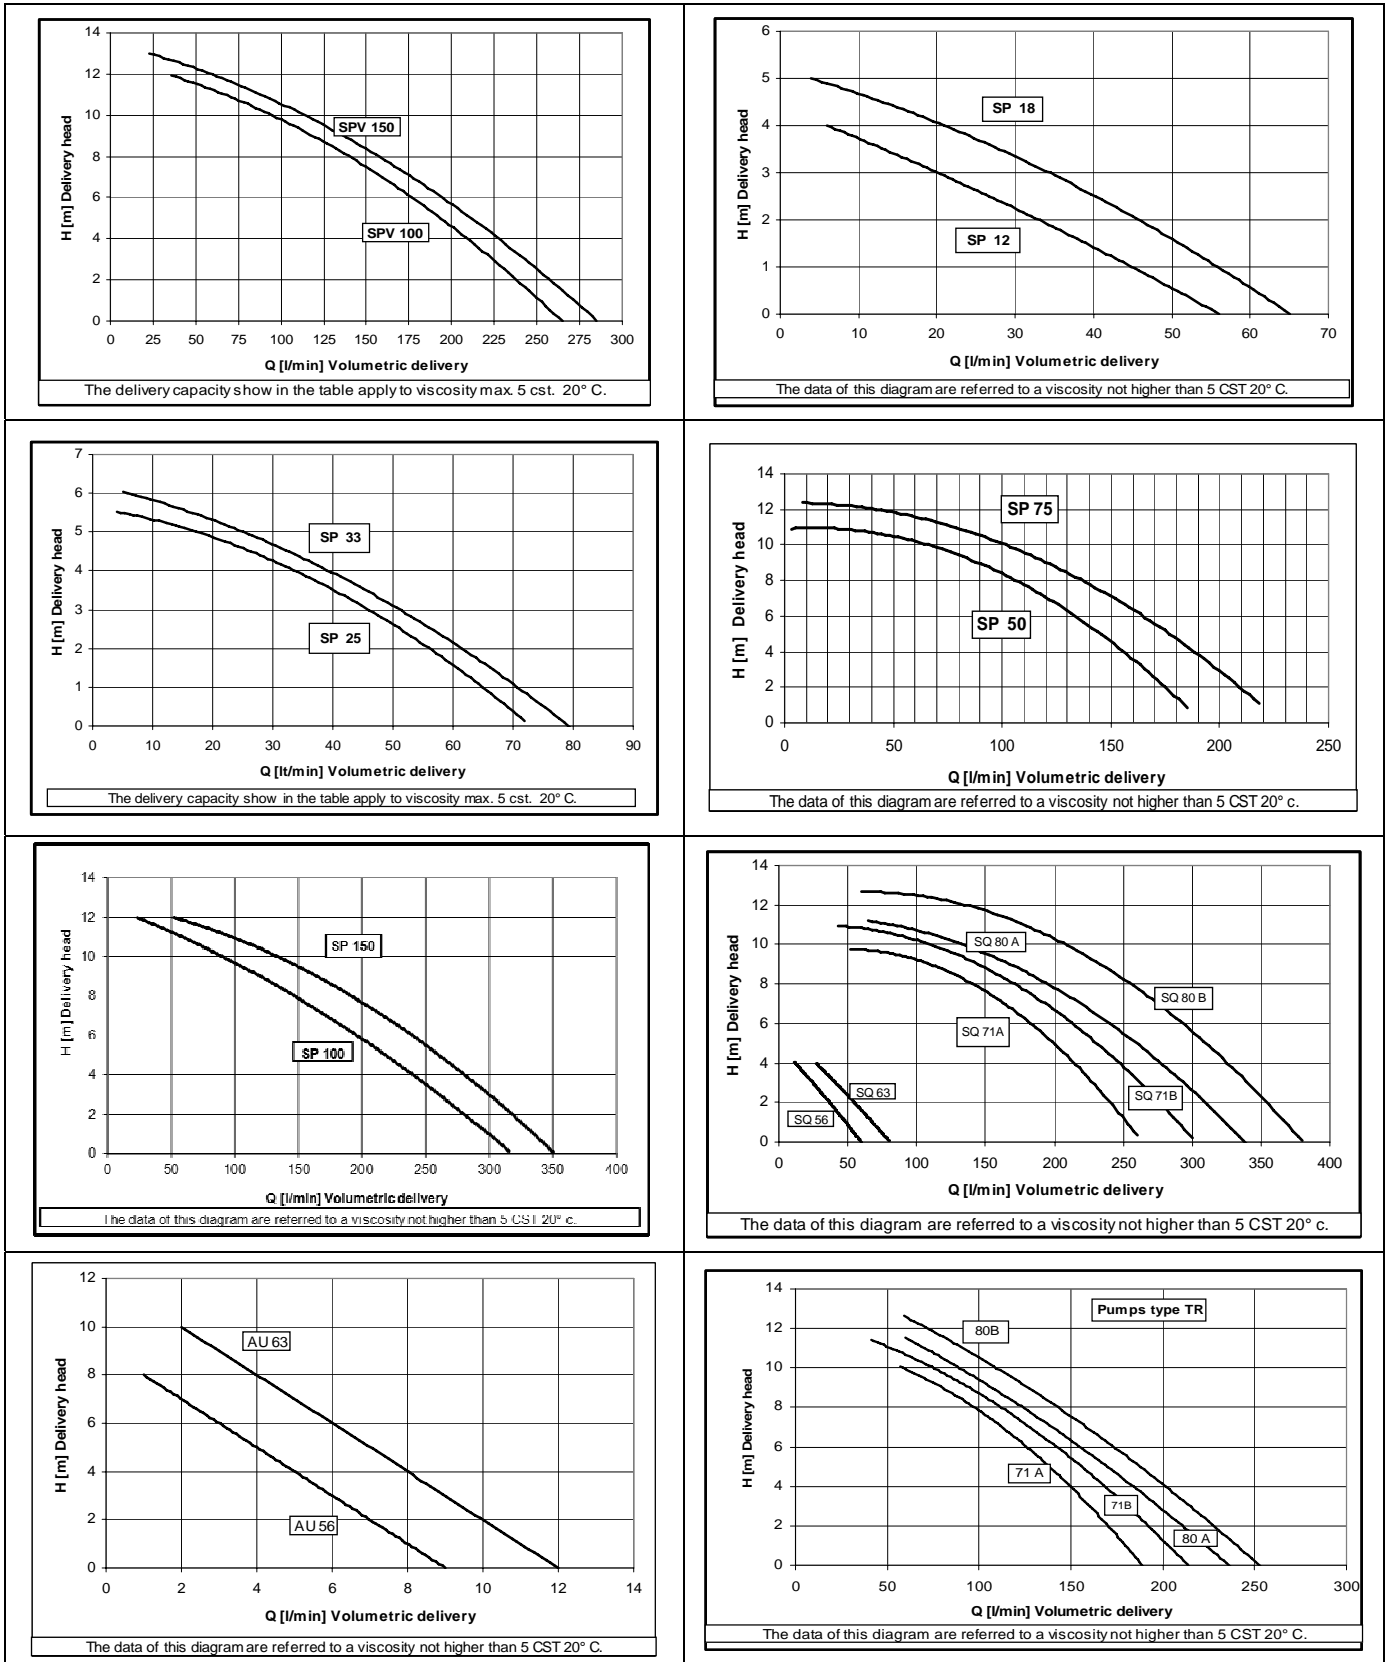 14
12
10
8
6
4
2
0
H [m] Delivery head
SPV 150
SPV 100
0 25 50 75 100 125 150 175 200 225 250 275 300
Q [l/min] Volumetric delivery
The delivery capacity show in the table apply to viscosity max. 5 cst. 20° C.
6
5
4
3
2
1
0
H [m] Delivery head
SP 18
SP 12
0 10 20 30 40 50 60 70
Q [l/min] Volumetric delivery
The data of this diagram are referred to a viscosity not higher than 5 CST 20° C.
7
6
5
4
3
2
1
0
H [m] Delivery head
SP 33
SP 25
0 10 20 30 40 50 60 70 80 90
Q [lt/min] Volumetric delivery
The delivery capacity show in the table apply to viscosity max. 5 cst. 20° C.
14
12
10
8
6
4
2
0
H [m] Delivery head
SP 75
SP 50
0 50 100 150 200 250
Q [l/min] Volumetric delivery
The data of this diagram are referred to a viscosity not higher than 5 CST 20° c.
14
12
10
8
6
4
2
0
H [m] Delivery head
SP 150
SP 100
0 50 100 150 200 250 300 350 400
Q [l/min] Volumetric delivery
The data of this diagram are referred to a viscosity not higher than 5 CST 20° c.
14
12
10
8
6
4
2
0
H [m] Delivery head
SQ 80 A
SQ 80 B
SQ 71A
SQ 63
SQ 71B
SQ 56
0 50 100 150 200 250 300 350 400
Q [l/min] Volumetric delivery
The data of this diagram are referred to a viscosity not higher than 5 CST 20° c.
12
10
8
6
4
2
0
H [m] Delivery head
AU 63
AU 56
0 2 4 6 8 10 12 14
Q [l/min] Volumetric delivery
The data of this diagram are referred to a viscosity not higher than 5 CST 20° C.
14
12
10
8
6
4
2
0
H [m] Delivery head
Pumps type TR
80B
71 A
71B
80 A
0 50 100 150 200 250 300
Q [l/min] Volumetric delivery
The data of this diagram are referred to a viscosity not higher than 5 CST 20° C.